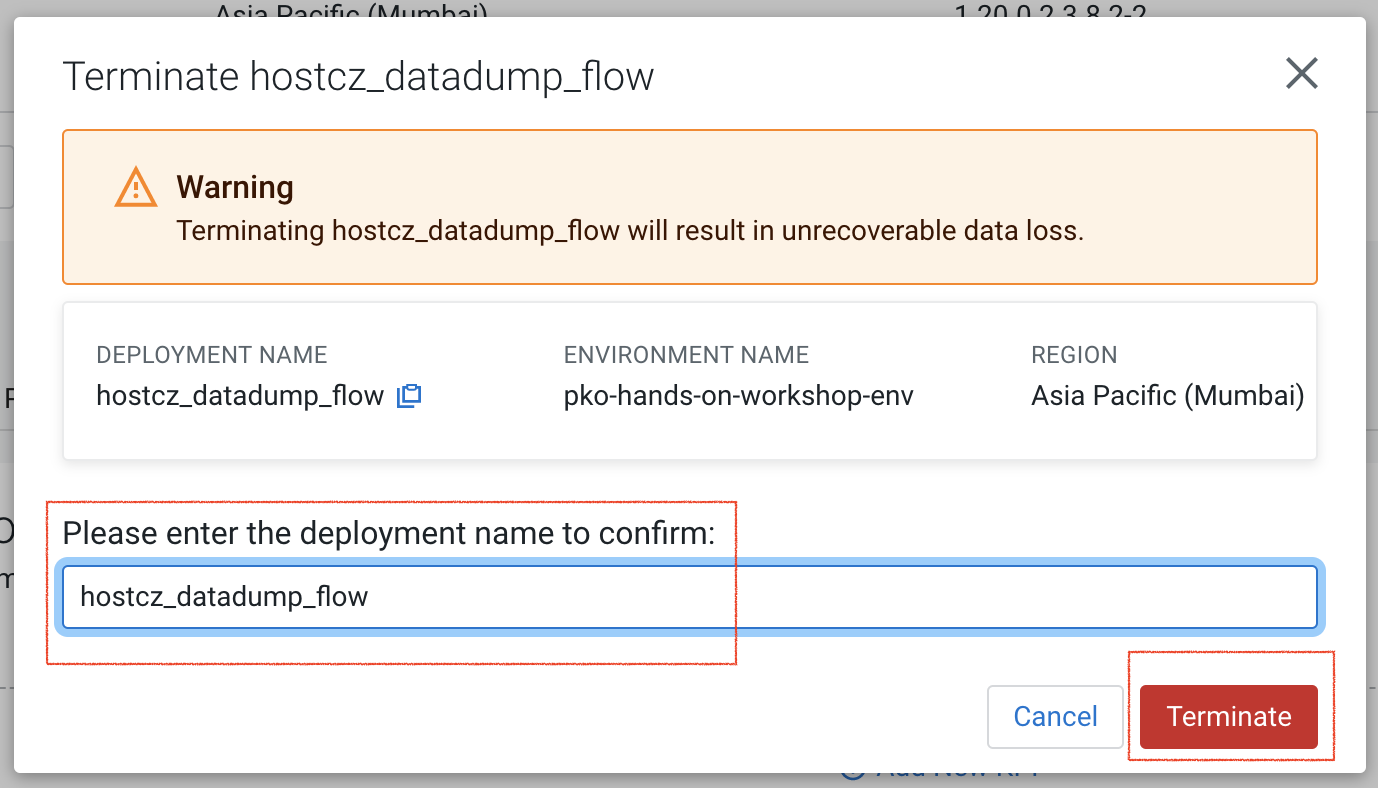 Asia Pacific (Mumbai) 1.20.0.2.3.8.2-2
Terminate hostcz_datadump_flow
Warning
Terminating hostcz_datadump_flow will result in unrecoverable data loss.
DEPLOYMENT NAME ENVIRONMENT NAME REGION
hostcz_datadump_flow pko-hands-on-workshop-env Asia Pacific (Mumbai)
Please enter the deployment name to confirm:
hostcz_datadump_flow
Cancel Terminate
Add New KPI